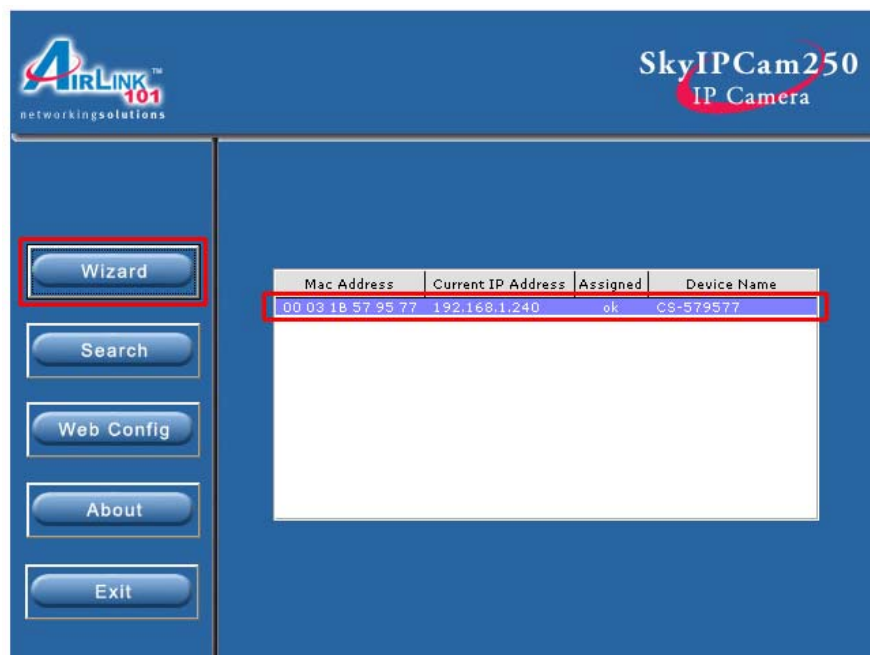 AIRLINK™
101
networkingsolutions
SkyIPCam250
IP Camera
Wizard
Search
Web Config
About
Exit
Mac Address Current IP Address Assigned Device Name
00 03 1B 57 95 77 192.168.1.240 ok CS-579577